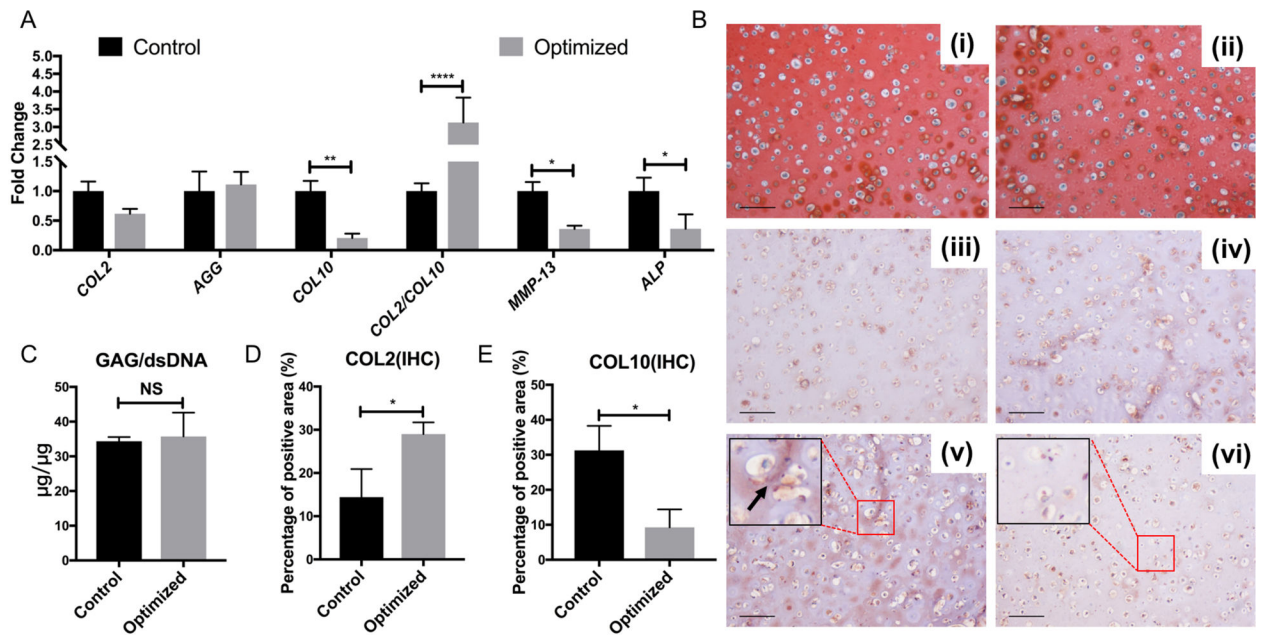 A
Control
Optimized
Fold Change
5.0
4.5
4.0
3.5
3.0
2.5
1.5
1.0
0.5
0.0
**
****
*
*
COL2
AGG
COL10
COL2/COL10
MMP-13
ALP
B
(i)
(ii)
(iii)
(iv)
(v)
(vi)
C
GAG/dsDNA
µg/µg
50
40
30
20
10
0
NS
Control
Optimized
D
COL2(IHC)
Percentage of positive area (%)
40
30
20
10
0
*
Control
Optimized
E
COL10(IHC)
Percentage of positive area (%)
50
40
30
20
10
0
*
Control
Optimized